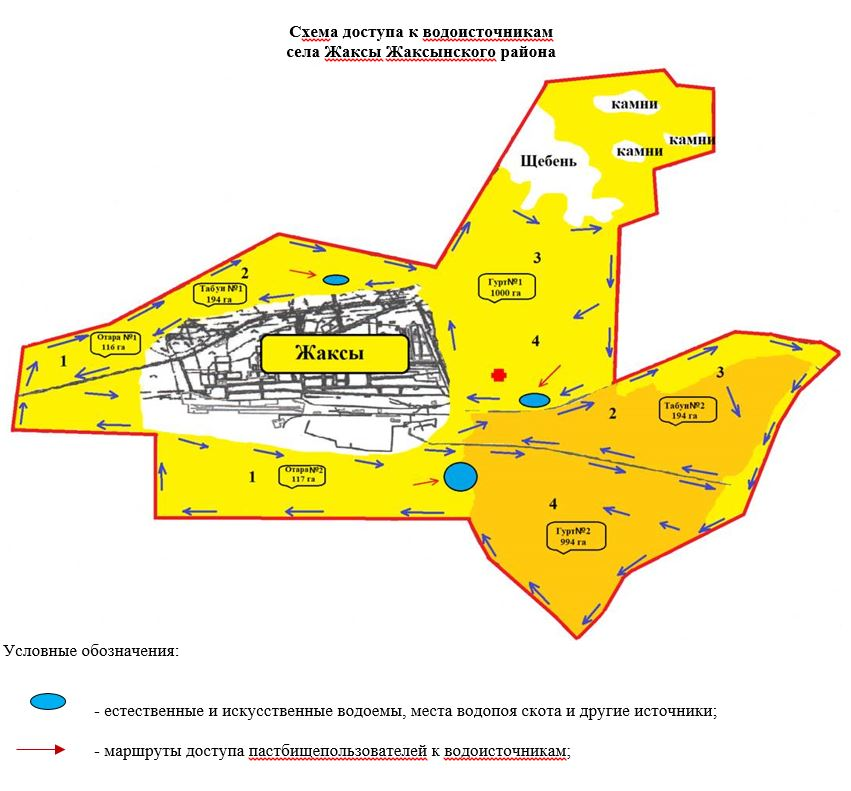 Схема доступа к водоисточникам
села Жаксы Жаксынского района
камни
камни
камни
Щебень
3
Гурт№1
1000 га
2
Табун №1
194 га
Отара №1
116 га
1
Жаксы
4
3
2
Табун№2
194 га
1
Отара№2
117 га
4
Гурт№2
994 га
Условные обозначения:
- естественные и искусственные водоемы, места водопоя скота и другие источники;
- маршруты доступа пастбищепользователей к водоисточникам;